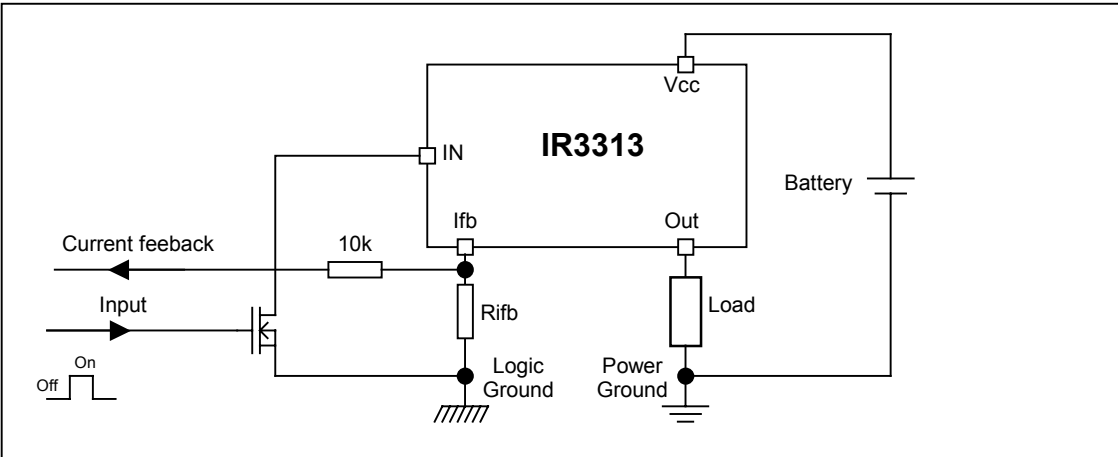 Vcc
IR3313
IN
Battery
Ifb
Out
Current feeback
10k
Input
Rifb
Load
On
Off
Logic
Ground
Power
Ground